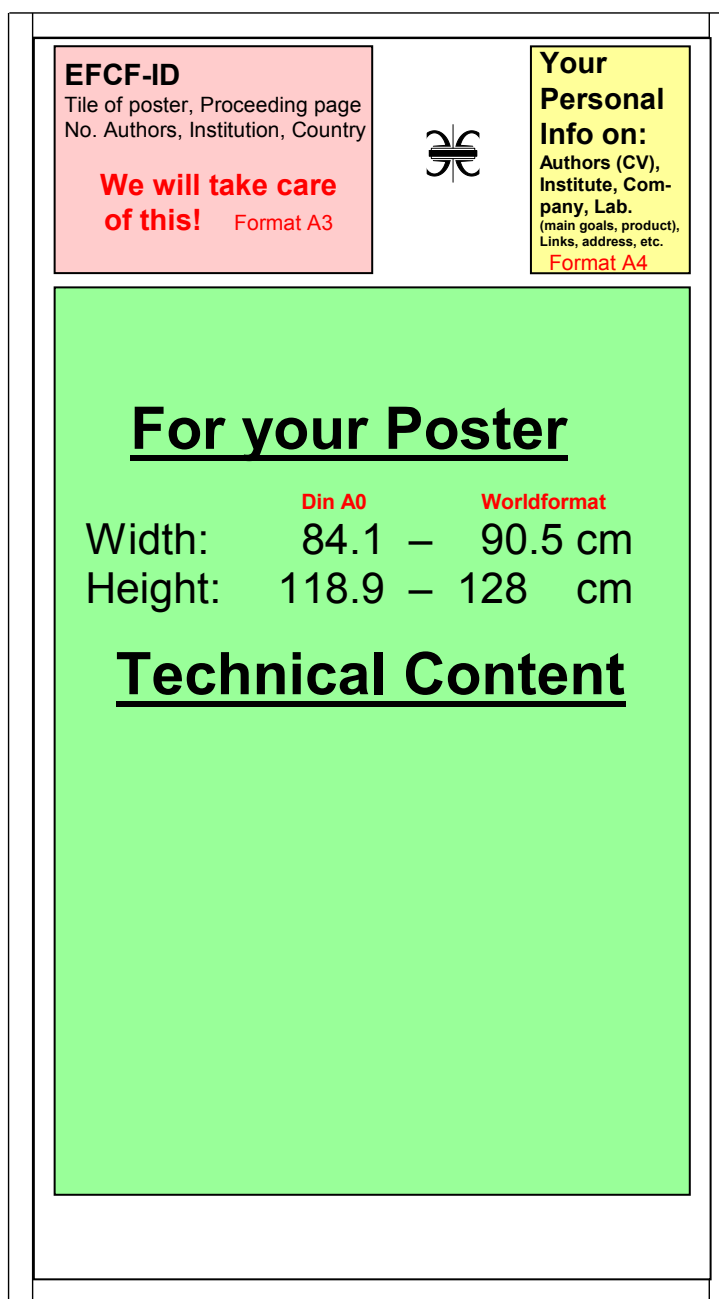 EFCF-ID
Tile of poster, Proceeding page
No. Authors, Institution, Country
We will take care
of this! Format A3
Your
Personal
Info on:
Authors (CV),
Institute, Com-
pany, Lab.
(main goals, product),
Links, address, etc.
Format A4
For your Poster
Din A0 Worldformat
Width: 84.1 – 90.5 cm
Height: 118.9 – 128 cm
Technical Content